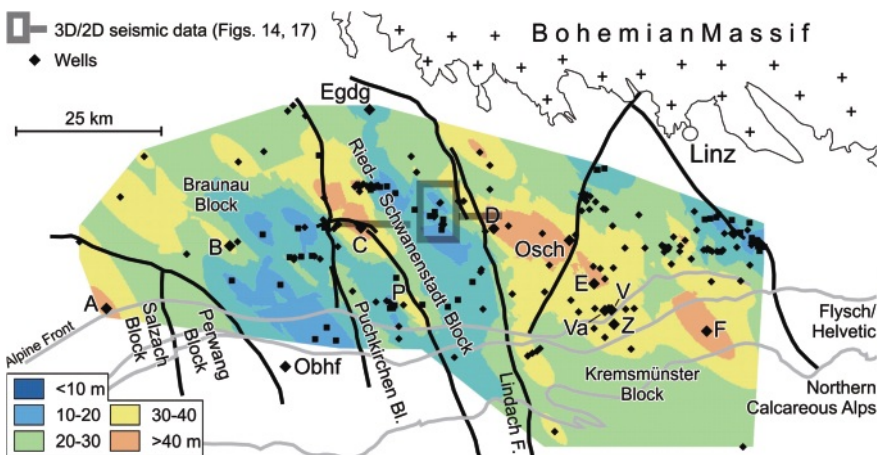 3D/2D seismic data (Figs. 14, 17)
Wells
Bohemian Massif
25 km
Egdg
Linz
Ried-
Schwanenstadt
Block
Braunau
Block
B
C
D
Osch
E
V
Va
Z
F
P
A
Alpine Front
Salzach
Block
Perwang
Block
Obhf
Puchkirchen Bl.
Lindach F.
Kremsmünster
Block
Flysch/
Helvetic
Northern
Calcareous Alps
<10 m
10-20
20-30
30-40
>40 m